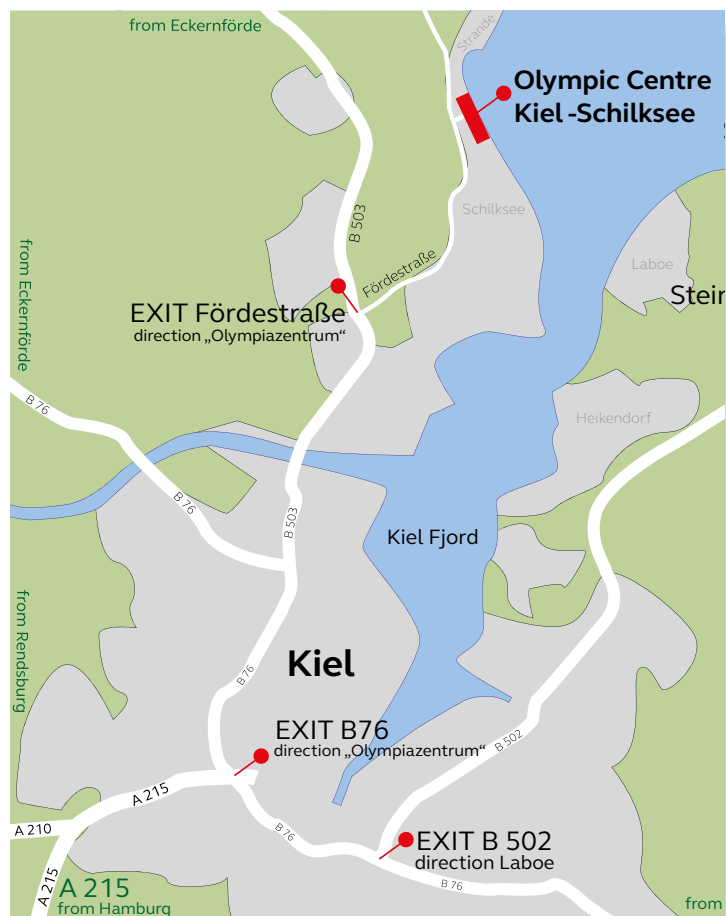 from Eckernförde
Strande
Olympic Centre
Kiel -Schilksee
Schilksee
B 503
from Eckernförde
Laboe
Fördestraße
EXIT Fördestraße
direction „Olympiazentrum“
B 76
Heikendorf
B 76
B 503
Kiel Fjord
from Rendsburg
Kiel
B 76
EXIT B76
direction „Olympiazentrum“
B 502
A 215
A 210
B 76
EXIT B 502
direction Laboe
A 215
B 76
A 215
from Hamburg
from